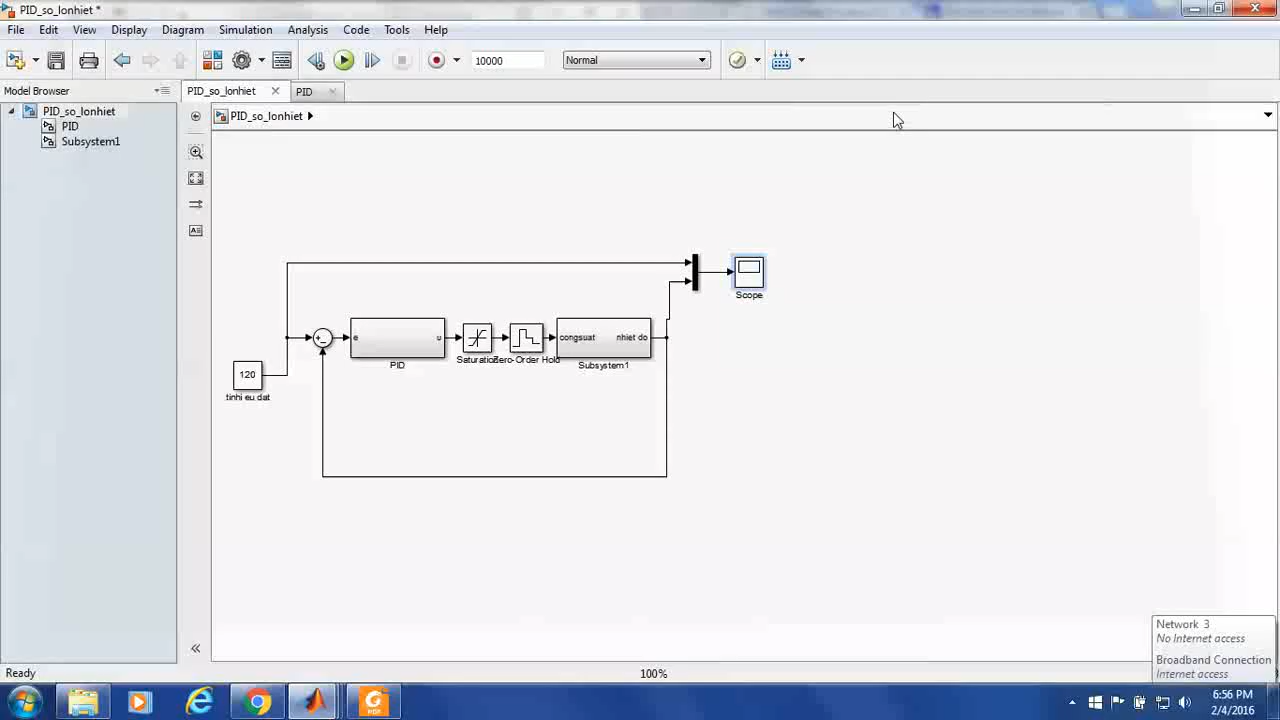 PID_so_lonhiet *
File Edit View Display Diagram Simulation Analysis Code Tools Help
10000 Normal
Model Browser PID_so_lonhiet PID
PID_so_lonhiet PID_so_lonhiet
PID
Subsystem1
Scope
e u congsuat nhiet do
Saturation Zero-Order Hold
PID Subsystem1
120
tinhi eu dat
Network 3
No Internet access
Broadband Connection
Internet access
Ready 100%
6:56 PM
2/4/2016